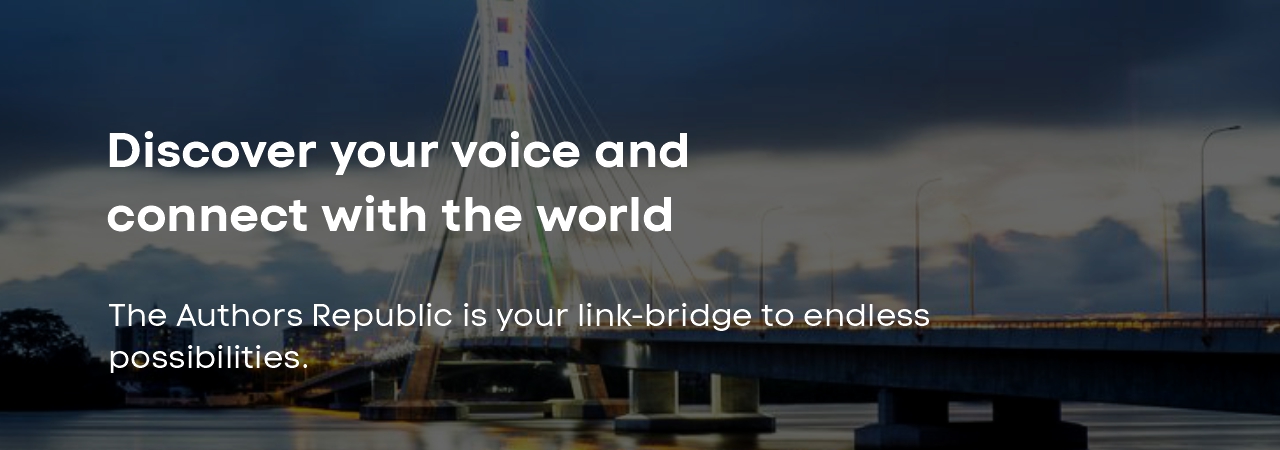 Discover your voice and
connect with the world
The Authors Republic is your link-bridge to endless
possibilities.